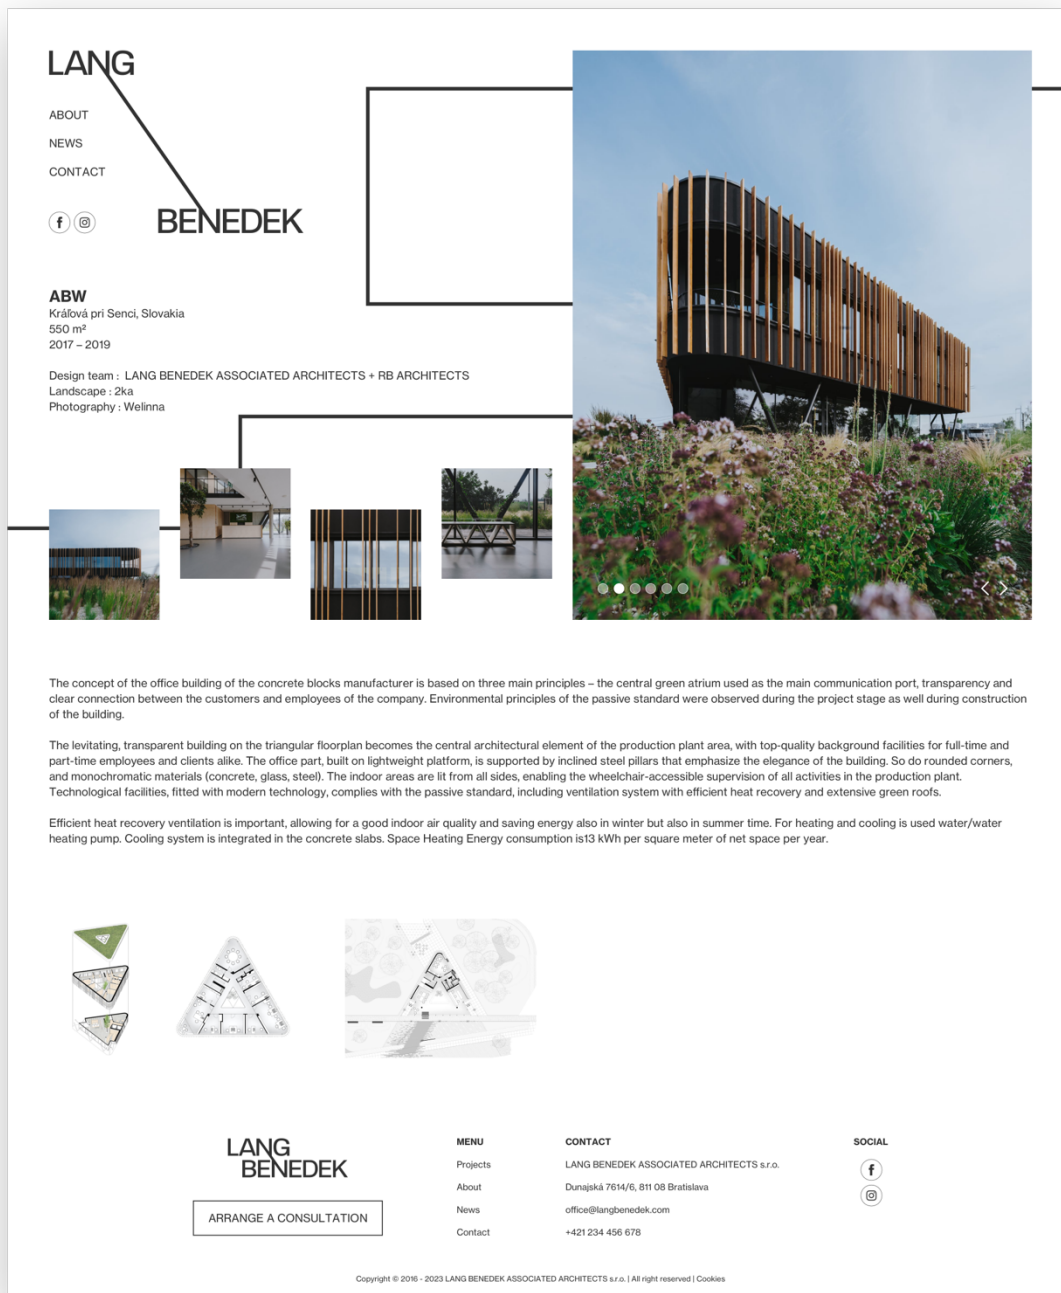 LANG
ABOUT
NEWS
CONTACT
BENEDEK
ABW
Kráľová pri Senci, Slovakia
550 m²
2017 – 2019
Design team : LANG BENEDEK ASSOCIATED ARCHITECTS + RB ARCHITECTS
Landscape : 2ka
Photography : Welinna
The concept of the office building of the concrete blocks manufacturer is based on three main principles – the central green atrium used as the main communication port, transparency and
clear connection between the customers and employees of the company. Environmental principles of the passive standard were observed during the project stage as well during construction
of the building.
The levitating, transparent building on the triangular floorplan becomes the central architectural element of the production plant area, with top-quality background facilities for full-time and
part-time employees and clients alike. The office part, built on lightweight platform, is supported by inclined steel pillars that emphasize the elegance of the building. So do rounded corners,
and monochromatic materials (concrete, glass, steel). The indoor areas are lit from all sides, enabling the wheelchair-accessible supervision of all activities in the production plant.
Technological facilities, fitted with modern technology, complies with the passive standard, including ventilation system with efficient heat recovery and extensive green roofs.
Efficient heat recovery ventilation is important, allowing for a good indoor air quality and saving energy also in winter but also in summer time. For heating and cooling is used water/water
heating pump. Cooling system is integrated in the concrete slabs. Space Heating Energy consumption is13 kWh per square meter of net space per year.
LANG
BENEDEK
ARRANGE A CONSULTATION
MENU
Projects
About
News
Contact
CONTACT
LANG BENEDEK ASSOCIATED ARCHITECTS s.r.o.
Dunajská 7614/6, 811 08 Bratislava
office@langbenedek.com
+421 234 456 678
SOCIAL
Copyright © 2016 - 2023 LANG BENEDEK ASSOCIATED ARCHITECTS s.r.o. | All right reserved | Cookies